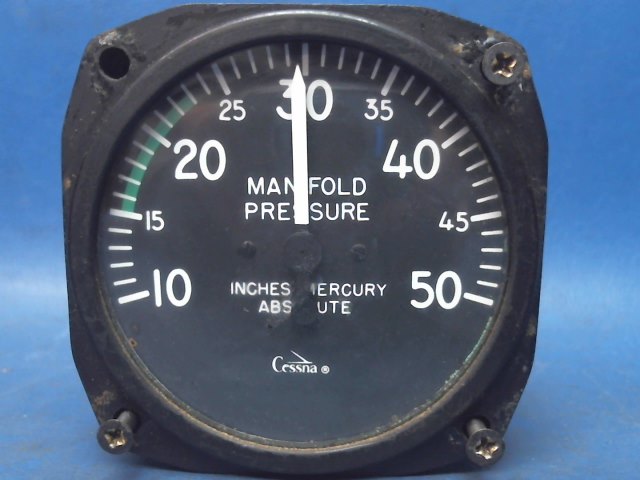 30
25
35
20
40
MANIFOLD
PRESSURE
15
45
10
INCHES MERCURY
50
ABSOLUTE
Cessna ®